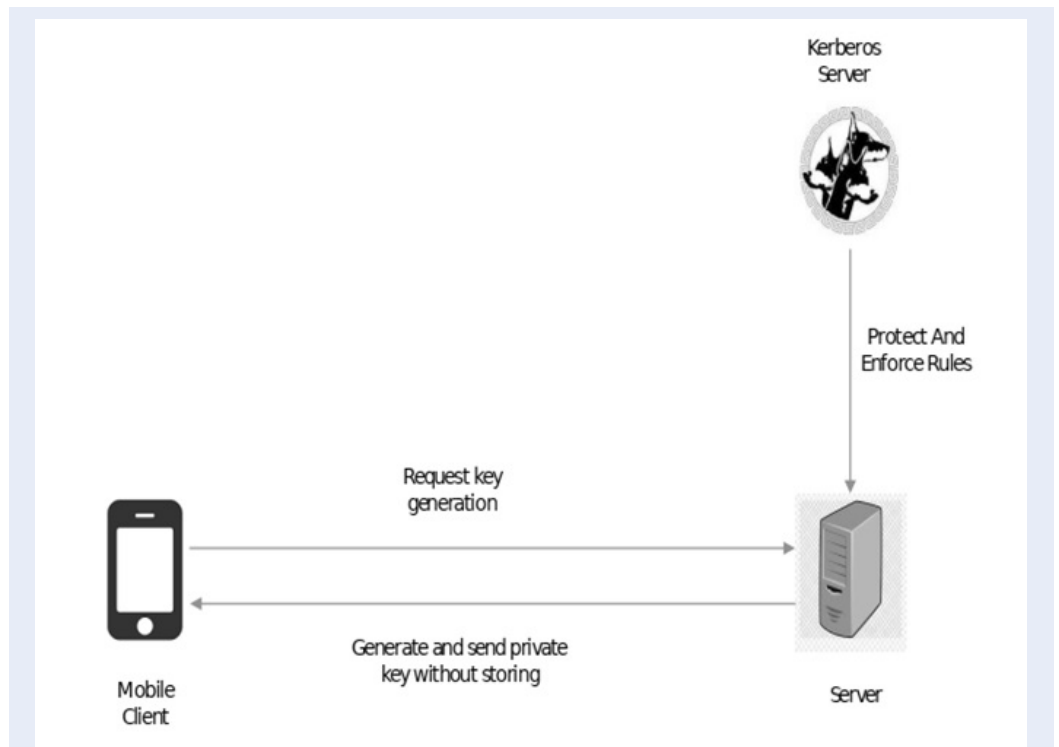 Kerberos
Server
Protect And
Enforce Rules
Request key
generation
Generate and send private
key without storing
Mobile
Client
Server